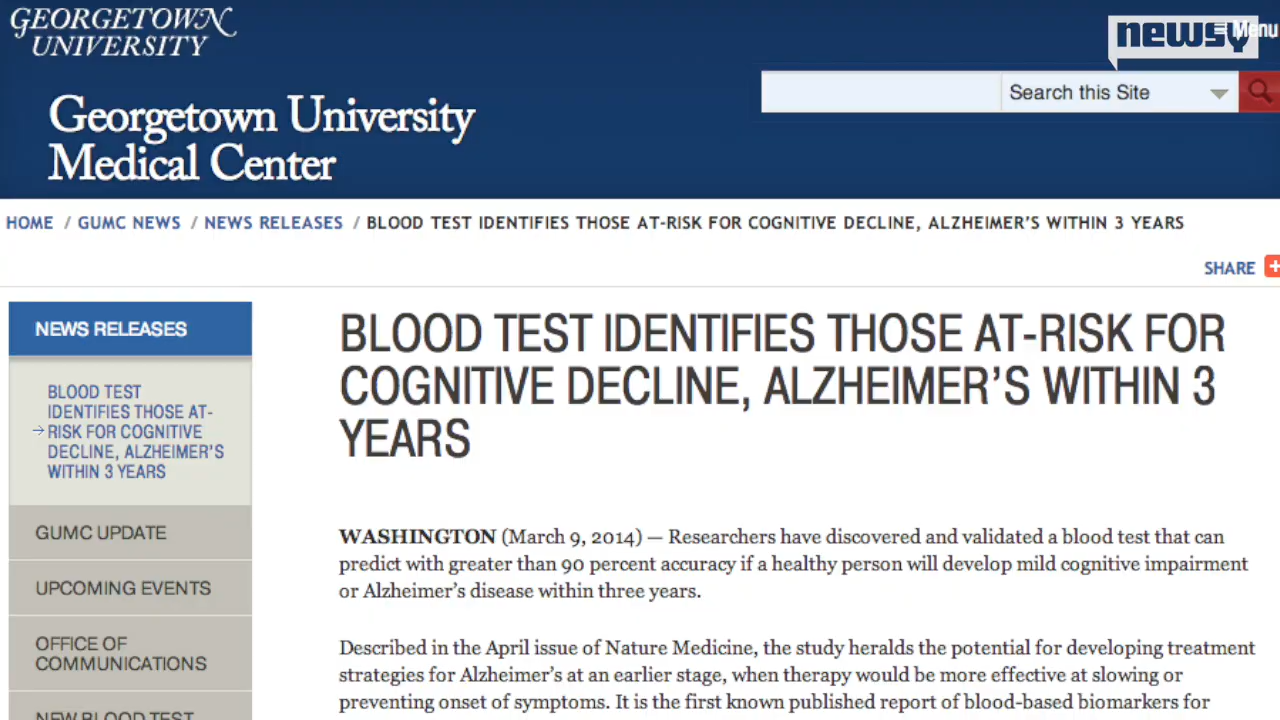 GEORGETOWN
UNIVERSITY
newsy
Menu
Georgetown University
Medical Center
Search this Site
HOME / GUMC NEWS / NEWS RELEASES / BLOOD TEST IDENTIFIES THOSE AT-RISK FOR COGNITIVE DECLINE, ALZHEIMER'S WITHIN 3 YEARS
SHARE
NEWS RELEASES
BLOOD TEST
IDENTIFIES THOSE AT-
RISK FOR COGNITIVE
DECLINE, ALZHEIMER'S
WITHIN 3 YEARS
GUMC UPDATE
UPCOMING EVENTS
OFFICE OF
COMMUNICATIONS
NEW BLOOD TEST
BLOOD TEST IDENTIFIES THOSE AT-RISK FOR
COGNITIVE DECLINE, ALZHEIMER'S WITHIN 3
YEARS
WASHINGTON (March 9, 2014) — Researchers have discovered and validated a blood test that can
predict with greater than 90 percent accuracy if a healthy person will develop mild cognitive impairment
or Alzheimer's disease within three years.
Described in the April issue of Nature Medicine, the study heralds the potential for developing treatment
strategies for Alzheimer's at an earlier stage, when therapy would be more effective at slowing or
preventing onset of symptoms. It is the first known published report of blood-based biomarkers for